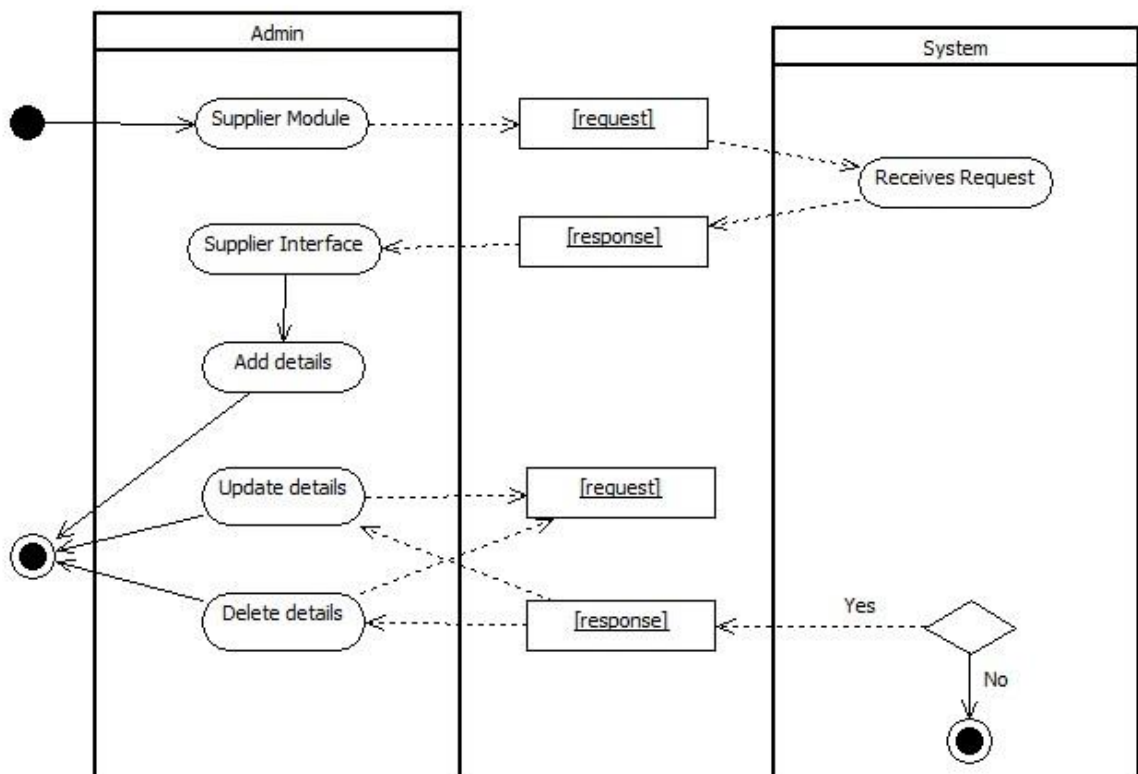 Admin
System
Supplier Module
[request]
Receives Request
Supplier Interface
[response]
Add details
Update details
[request]
Delete details
[response]
Yes
No